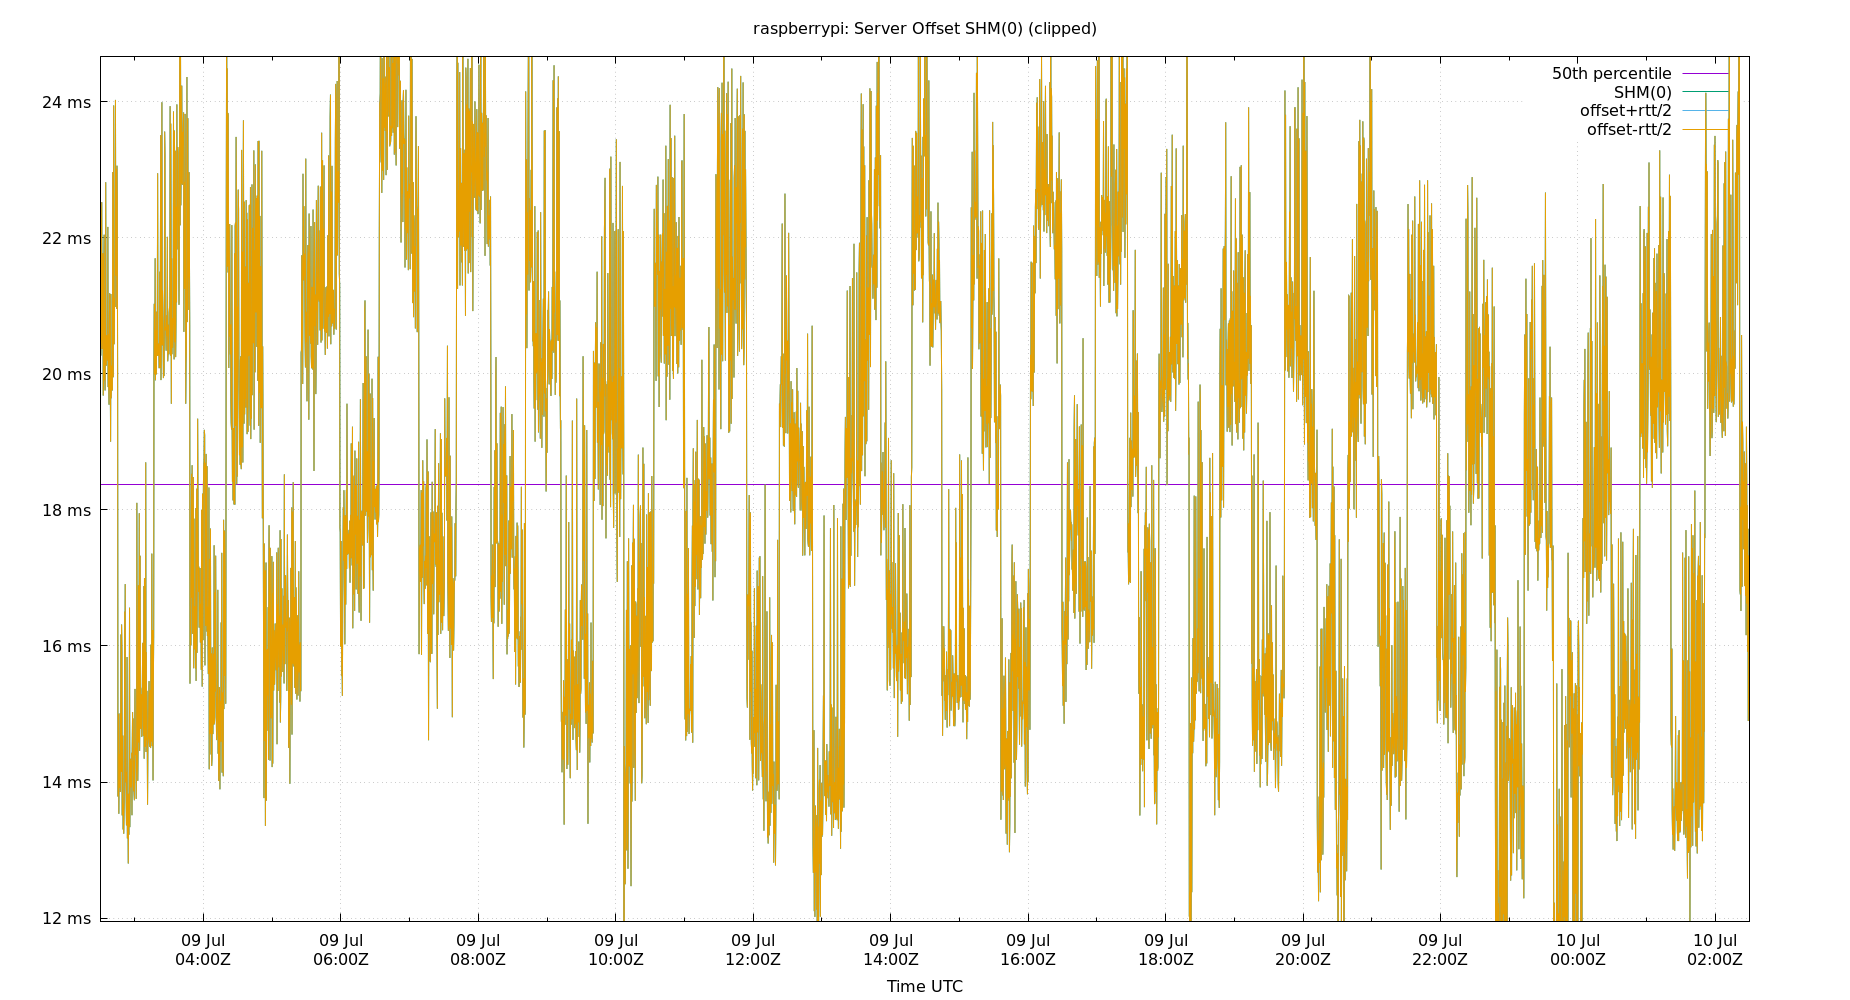 raspberrypi: Server Offset SHM(0) (clipped)
50th percentile
SHM(0)
offset+rtt/2
offset-rtt/2
24 ms
22 ms
20 ms
18 ms
16 ms
14 ms
12 ms
09 Jul 09 Jul 09 Jul 09 Jul 09 Jul 09 Jul 09 Jul 09 Jul 09 Jul 09 Jul 10 Jul 10 Jul
04:00Z 06:00Z 08:00Z 10:00Z 12:00Z 14:00Z 16:00Z 18:00Z 20:00Z 22:00Z 00:00Z 02:00Z
Time UTC